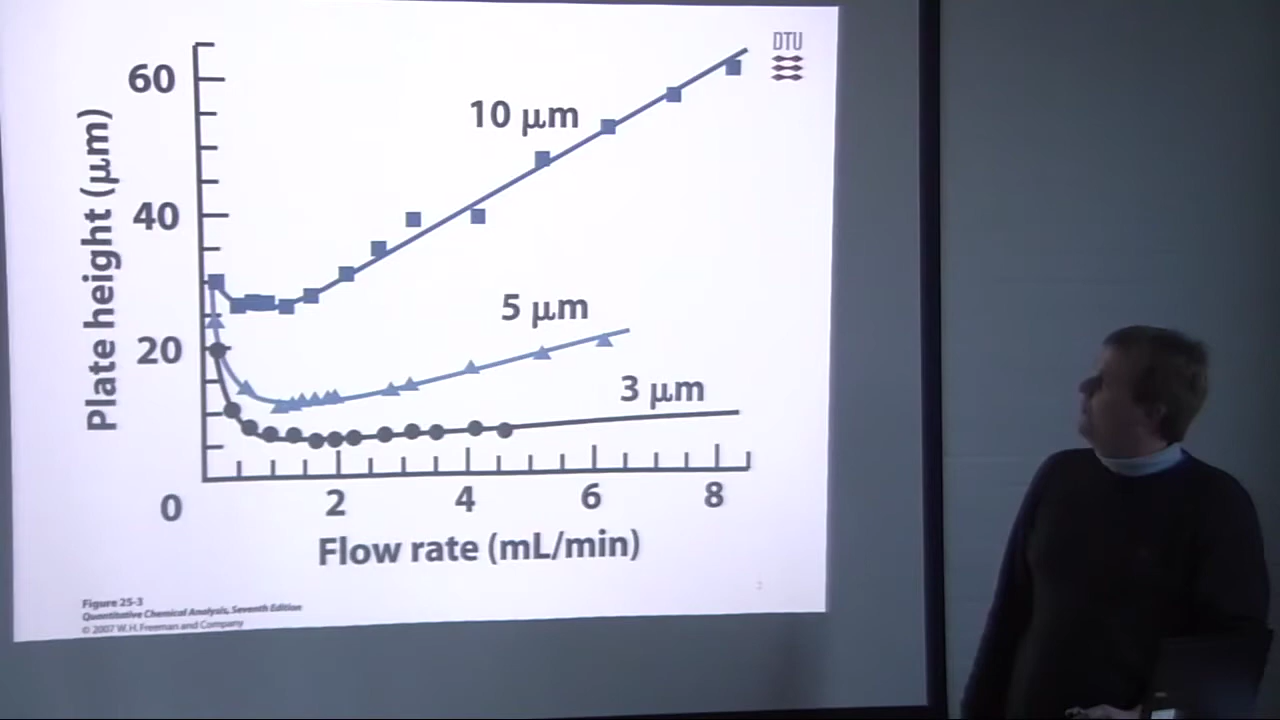 DTU
60
10 μm
Plate height (μm)
40
5 μm
20
3 μm
0
2
4
6
8
Flow rate (mL/min)
Figure 25-3
Quantitative Chemical Analysis, Seventh Edition
© 2007 W.H. Freeman and Company